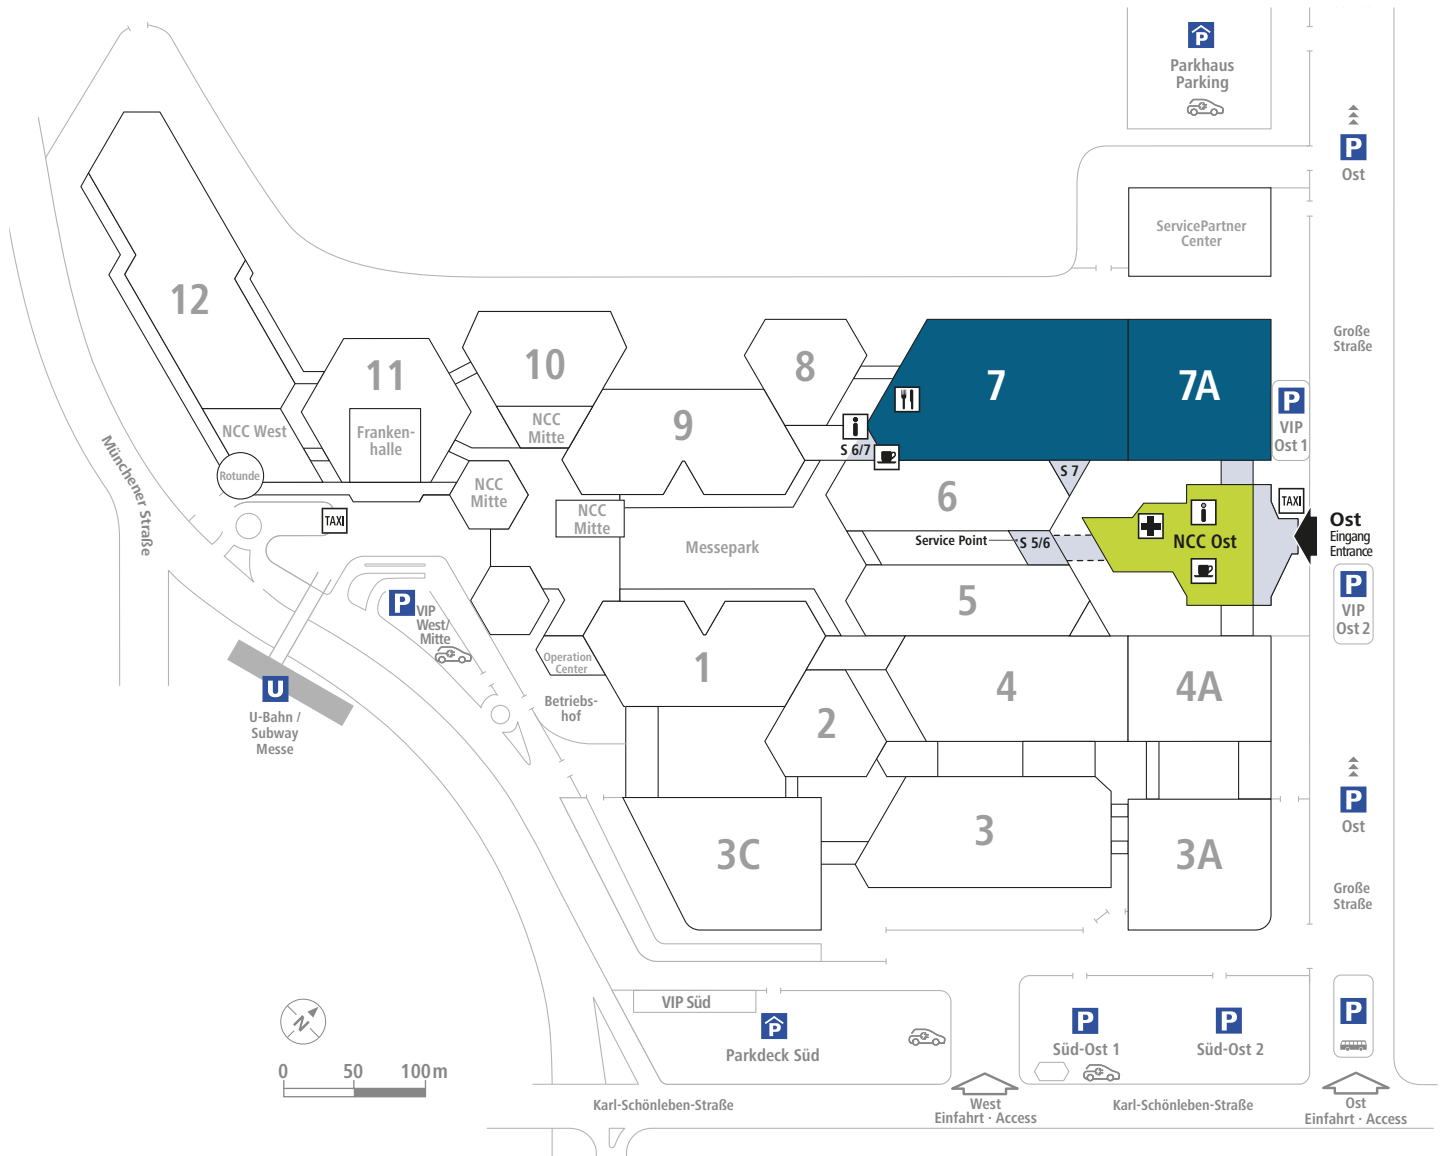 P
Parkhaus
Parking
P
Ost
ServicePartner
Center
12
11
10
8
7
7A
Große
Straße
P
VIP
Ost 1
NCC West
Franken-
halle
NCC
Mitte
9
S 6/7
S 7
Rotunde
NCC
Mitte
6
NCC
Mitte
TAXI
TAXI
Münchener Straße
Messepark
Service Point
S 5/6
NCC Ost
Ost
Eingang
Entrance
P
VIP
Ost 2
P
VIP
West/
Mitte
5
Operation
Center
1
4
4A
U
U-Bahn /
Subway
Messe
Betriebs-
hof
2
P
Ost
3C
3
3A
Große
Straße
VIP Süd
P
Parkdeck Süd
P
Süd-Ost 1
P
Süd-Ost 2
P
N
0
50
100 m
Karl-Schönleben-Straße
West
Einfahrt · Access
Karl-Schönleben-Straße
Ost
Einfahrt · Access